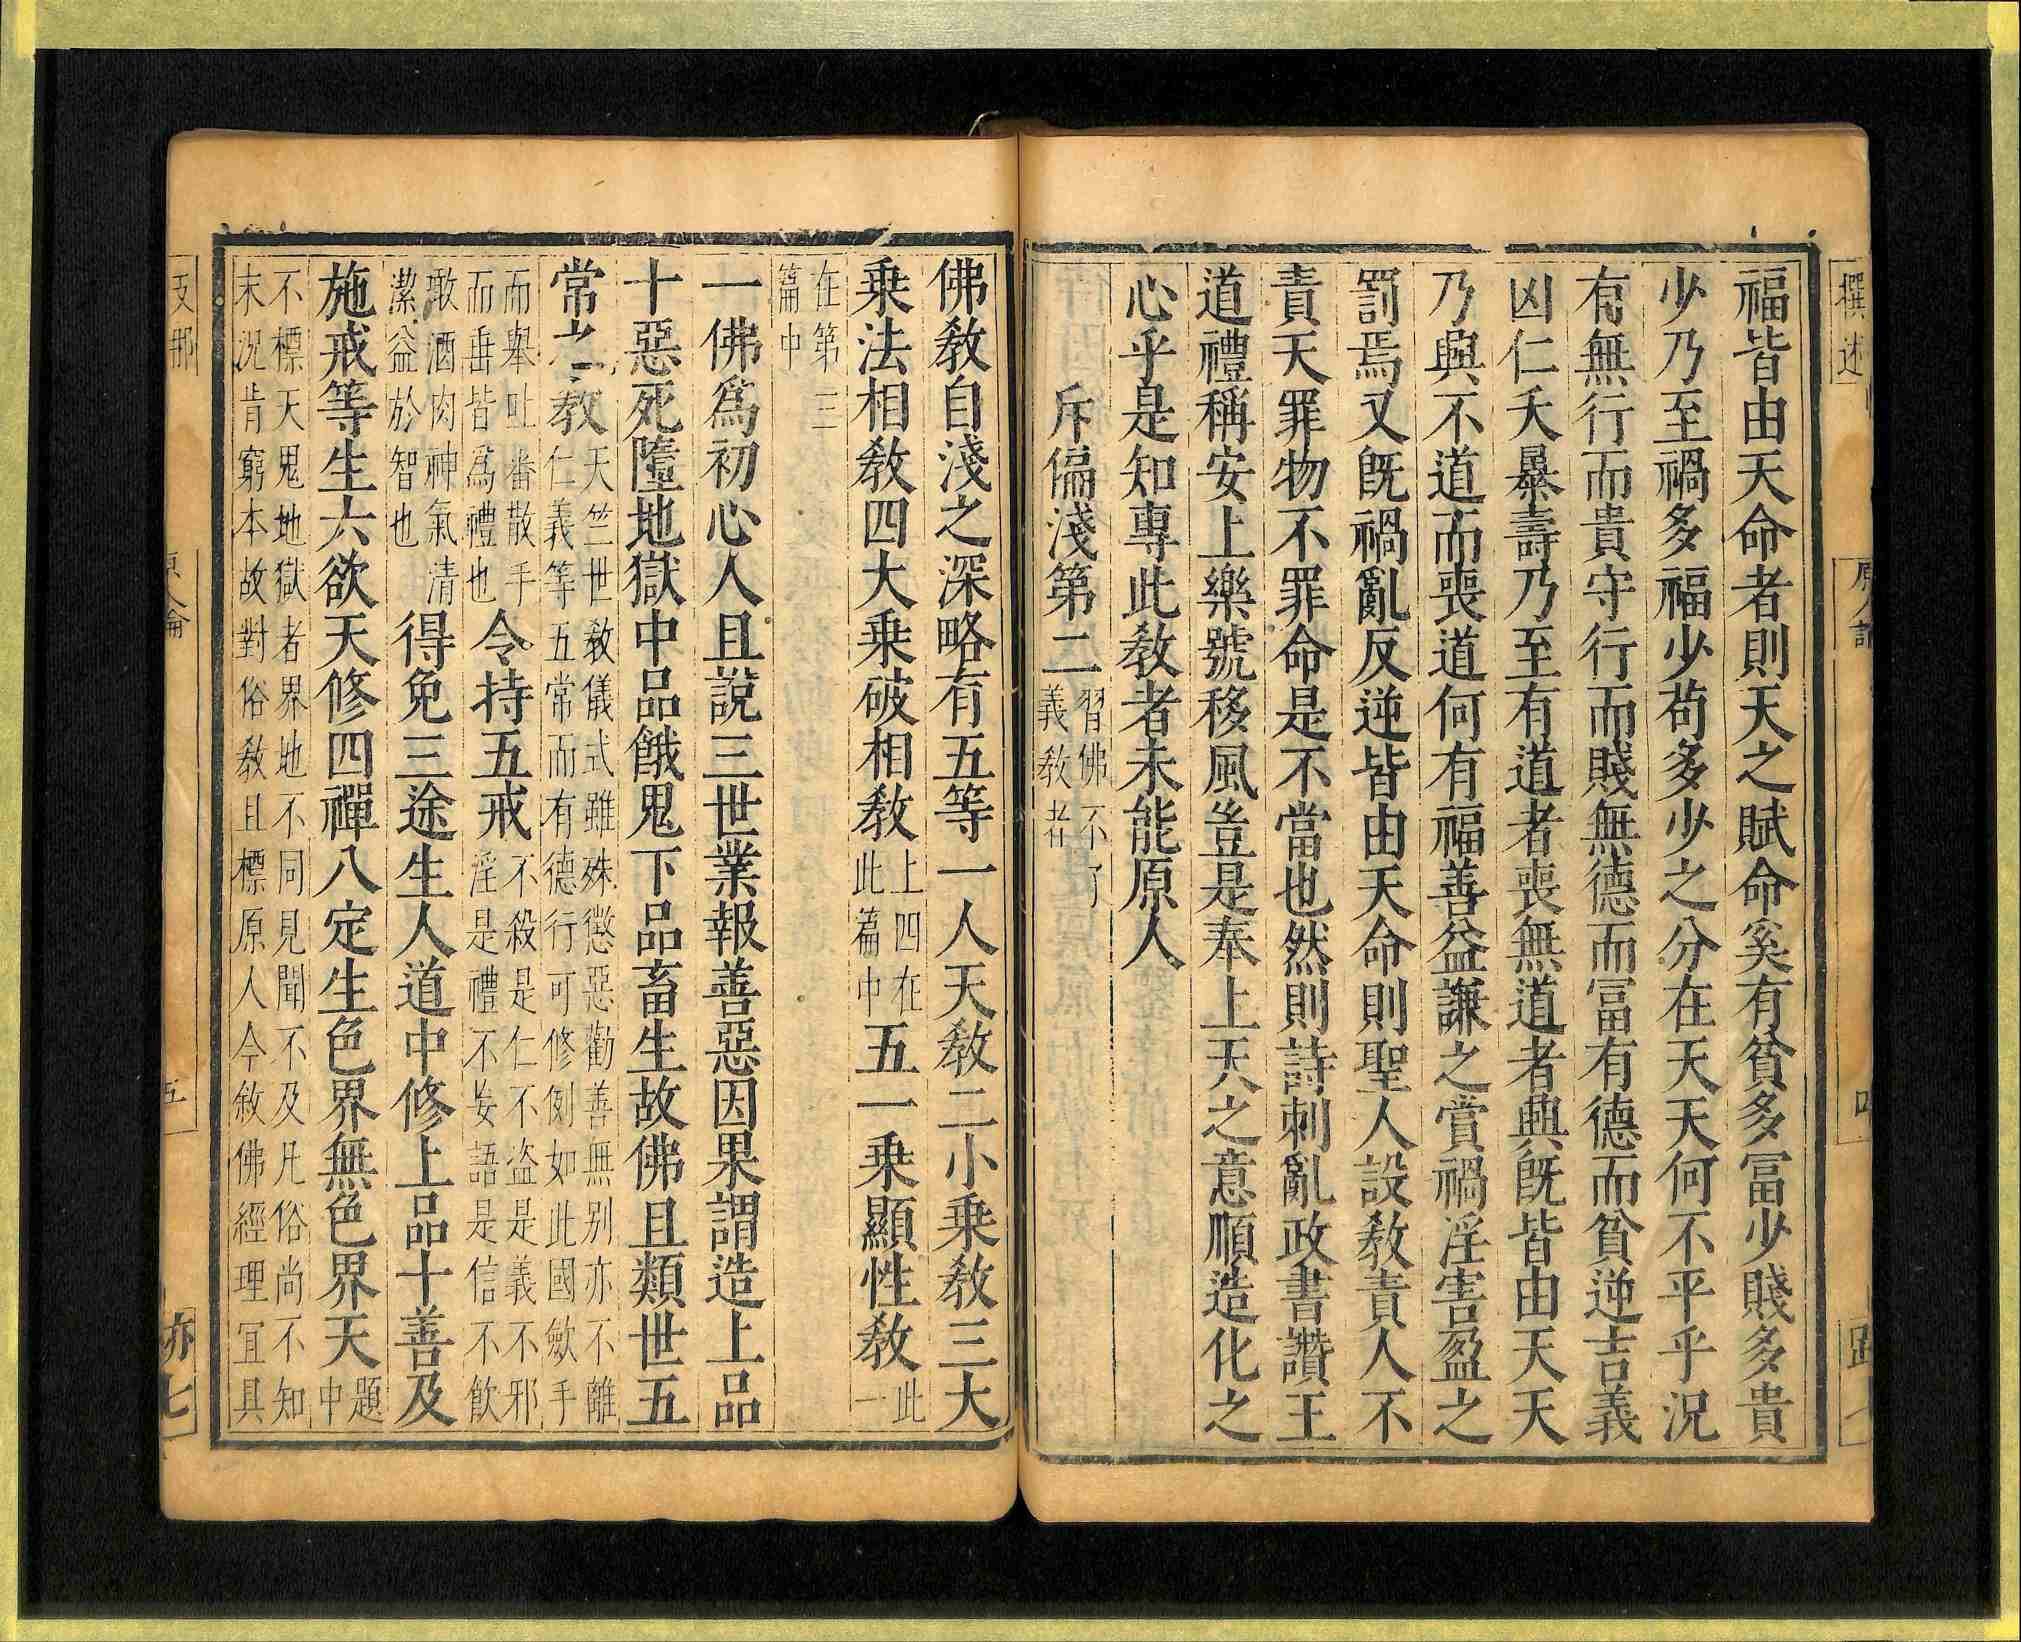 撰述
福皆由天命者則天之賦命奚有貧多富少賤多貴
少乃至禍多福少苟多少之分在天天何不平乎況
有無行而貴守行而賤無德而富有德而貧逆吉義
凶仁夭暴壽乃至有道者喪無道者興既皆由天天
乃興不道而喪道何有福善益謙之賞禍淫害盈之
罰焉又既禍亂反逆皆由天命則聖人設教責人不
責天罪物不罪命是不當也然則詩刺亂政書讚王
道禮稱安上樂號移風豈是奉上天之意順造化之
心乎是知專此教者未能原人
斥偏淺第二習佛不了義教者
佛教自淺之深略有五等一人天教二小乘教三大
乘法相教四大乘破相教上四在此篇中五一乘顯性教此一
在第三篇中
一佛爲初心人且說三世業報善惡因果謂造上品
十惡死墮地獄中品餓鬼下品畜生故佛且類世五
常之教天竺世教儀式雖殊懲惡勸善無別亦不離仁義等五常而有德行可修例如此國歛手
而舉吐番散手而垂皆爲禮也令持五戒不殺是仁不盜是義不邪淫是禮不妄語是信不飲
噉酒肉神氣清潔益於智也得免三途生人道中修上品十善及
施戒等生六欲天修四禪八定生色界無色界天題中
不標天鬼地獄者界地不同見聞不及凡俗尚不知末況肯窮本故對俗教且標原人今敘佛經理宜具
支那
原人論
五